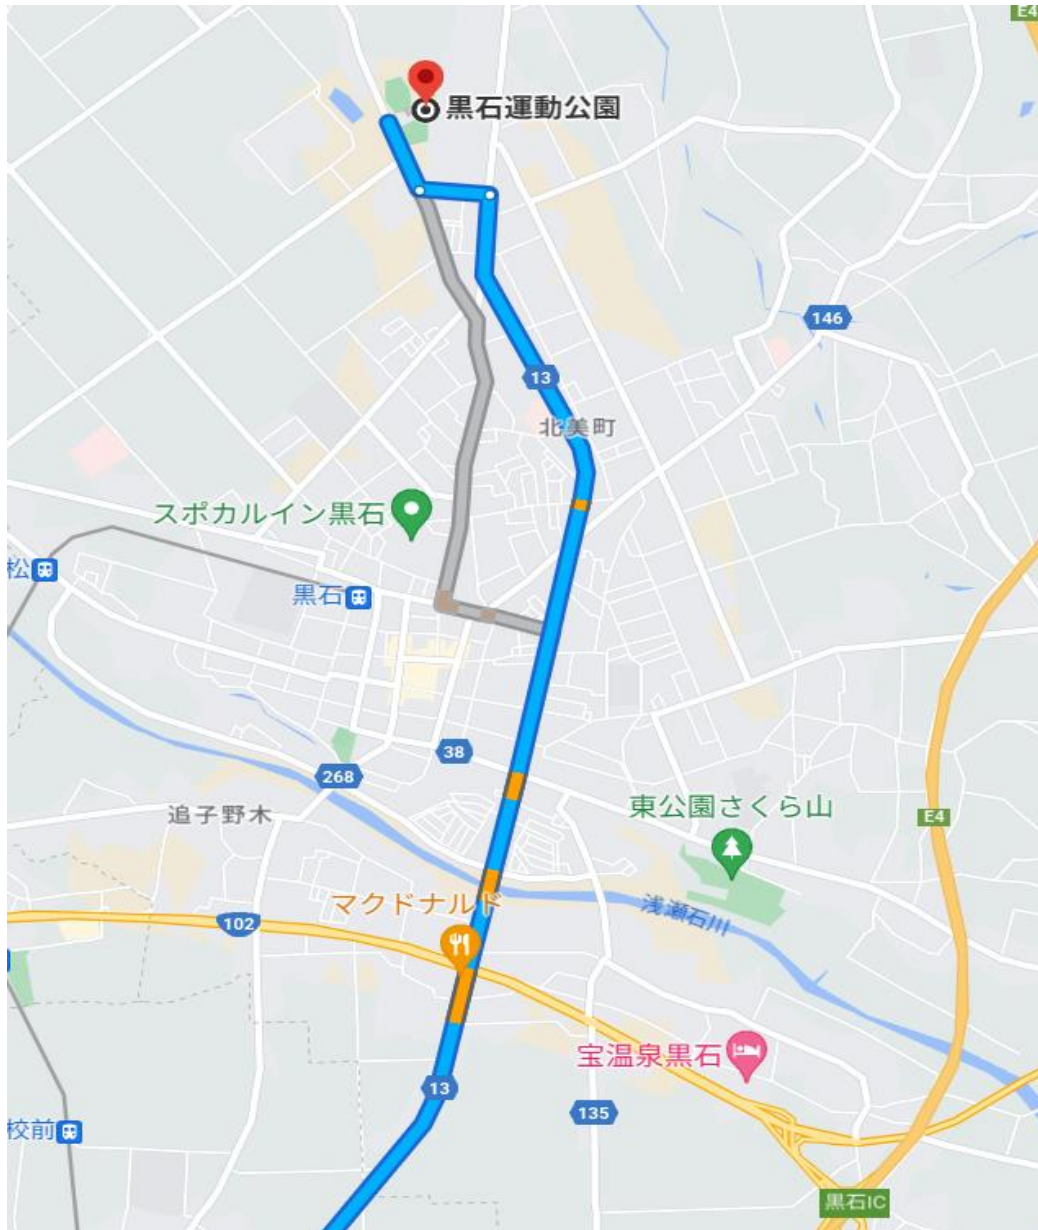 E4
黒石運動公園
146
13
北美町
スポカルイン黒石
松
黒石
38
268
追子野木
東公園さくら山
E4
マクドナルド
浅瀬石川
102
宝温泉黒石
13
135
校前
黒石IC